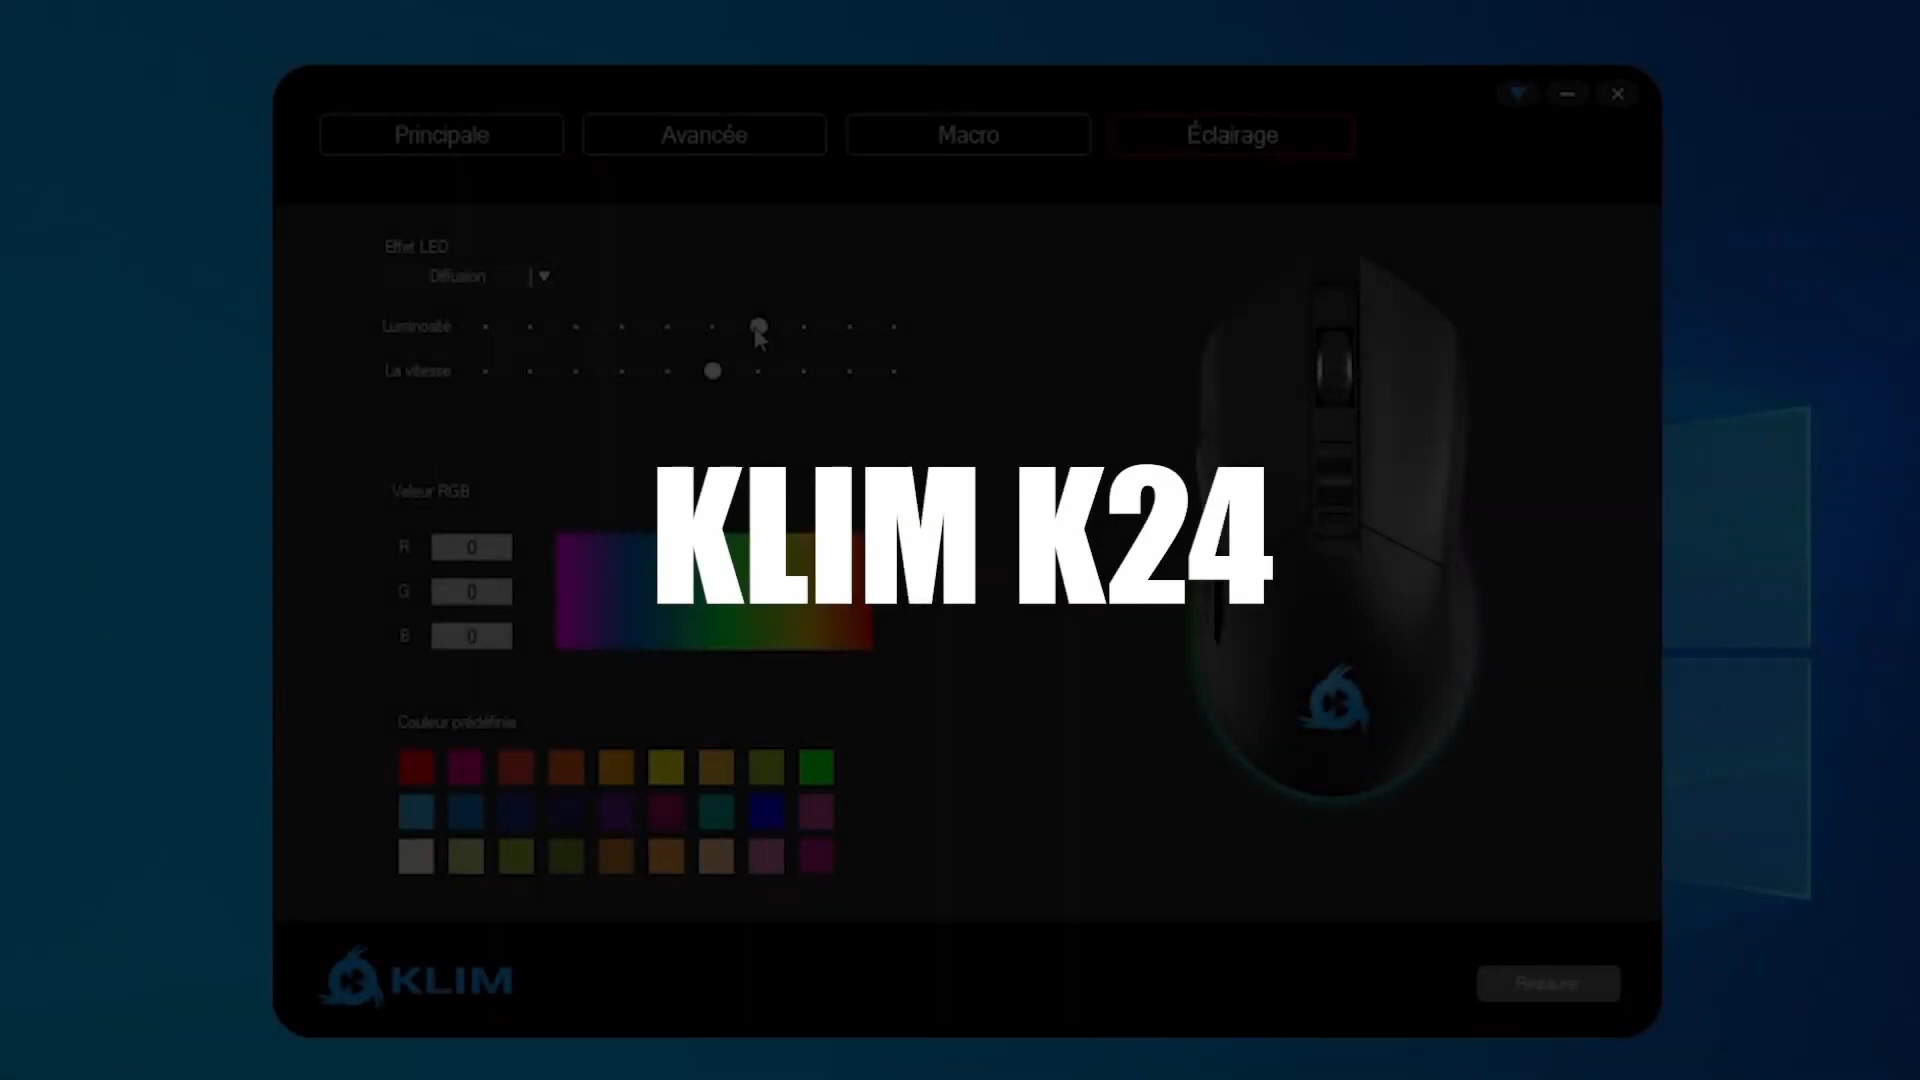 Principale
Avancée
Macro
Éclairage
Effet LED
Diffusion
Luminosité
La vitesse
KLIM K24
Valeur RGB
R 0
G 0
B 0
Couleur prédéfinie
KLIM
Restaurer